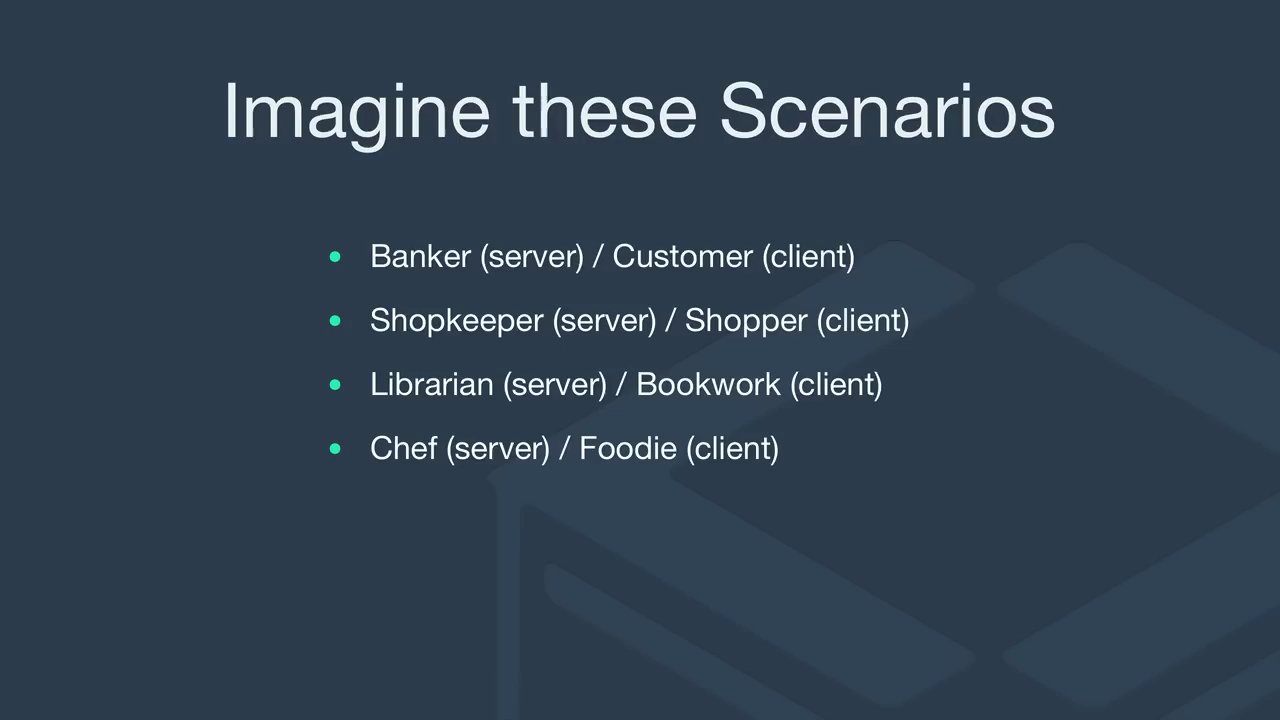 Imagine these Scenarios
• Banker (server) / Customer (client)
• Shopkeeper (server) / Shopper (client)
• Librarian (server) / Bookwork (client)
• Chef (server) / Foodie (client)